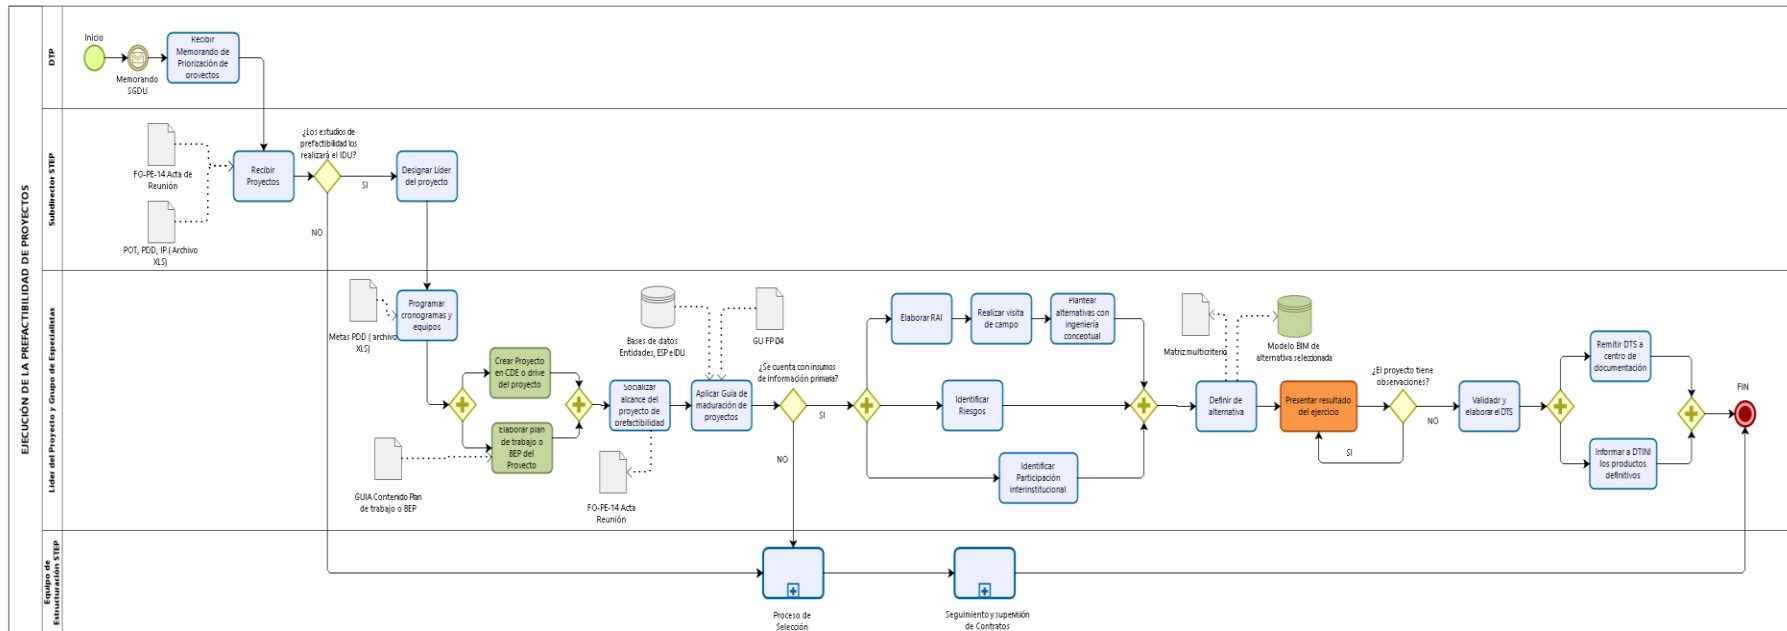 EJECUCIÓN DE LA PREFACTIBILIDAD DE PROYECTOS
DTP
Inicio
Memorando
SGDU
Recibir
Memorando de
Priorización de
proyectos
Subdirector STEP
FO-PE-14 Acta de
Reunión
POT, PDD, IP ( Archivo
XLS)
Recibir
Proyectos
¿Los estudios de
prefactibilidad los
realizará el IDU?
SI
NO
Designar Líder
del proyecto
Líder del Proyecto y Grupo de Especialistas
Metas PDD ( archivo
XLS)
Programar
cronogramas y
equipos
Crear Proyecto
en CDE o drive
del proyecto
Elaborar plan
de trabajo o
BEP del
Proyecto
GUIA Contenido Plan
de trabajo o BEP
Socializar
alcance del
proyecto de
prefactibilidad
FO-PE-14 Acta
Reunión
Bases de datos
Entidades, ESP e IDU
GU FP 04
Aplicar Guía de
maduración de
proyectos
¿Se cuenta con insumos
de información primaria?
SI
NO
Elaborar RAI
Realizar visita
de campo
Plantear
alternativas con
ingeniería
conceptual
Identificar
Riesgos
Identificar
Participación
interinstitucional
Matriz multicriterio
Modelo BIM de
alternativa seleccionada
Definir de
alternativa
Presentar resultado
del ejercicio
¿El proyecto tiene
observaciones?
SI
NO
Validadr y
elaborar el DTS
Remitir DTS a
centro de
documentación
Informar a DTINI
los productos
definitivos
FIN
Equipo de
Estructuración STEP
Proceso de
Selección
Seguimiento y supervisión
de Contratos